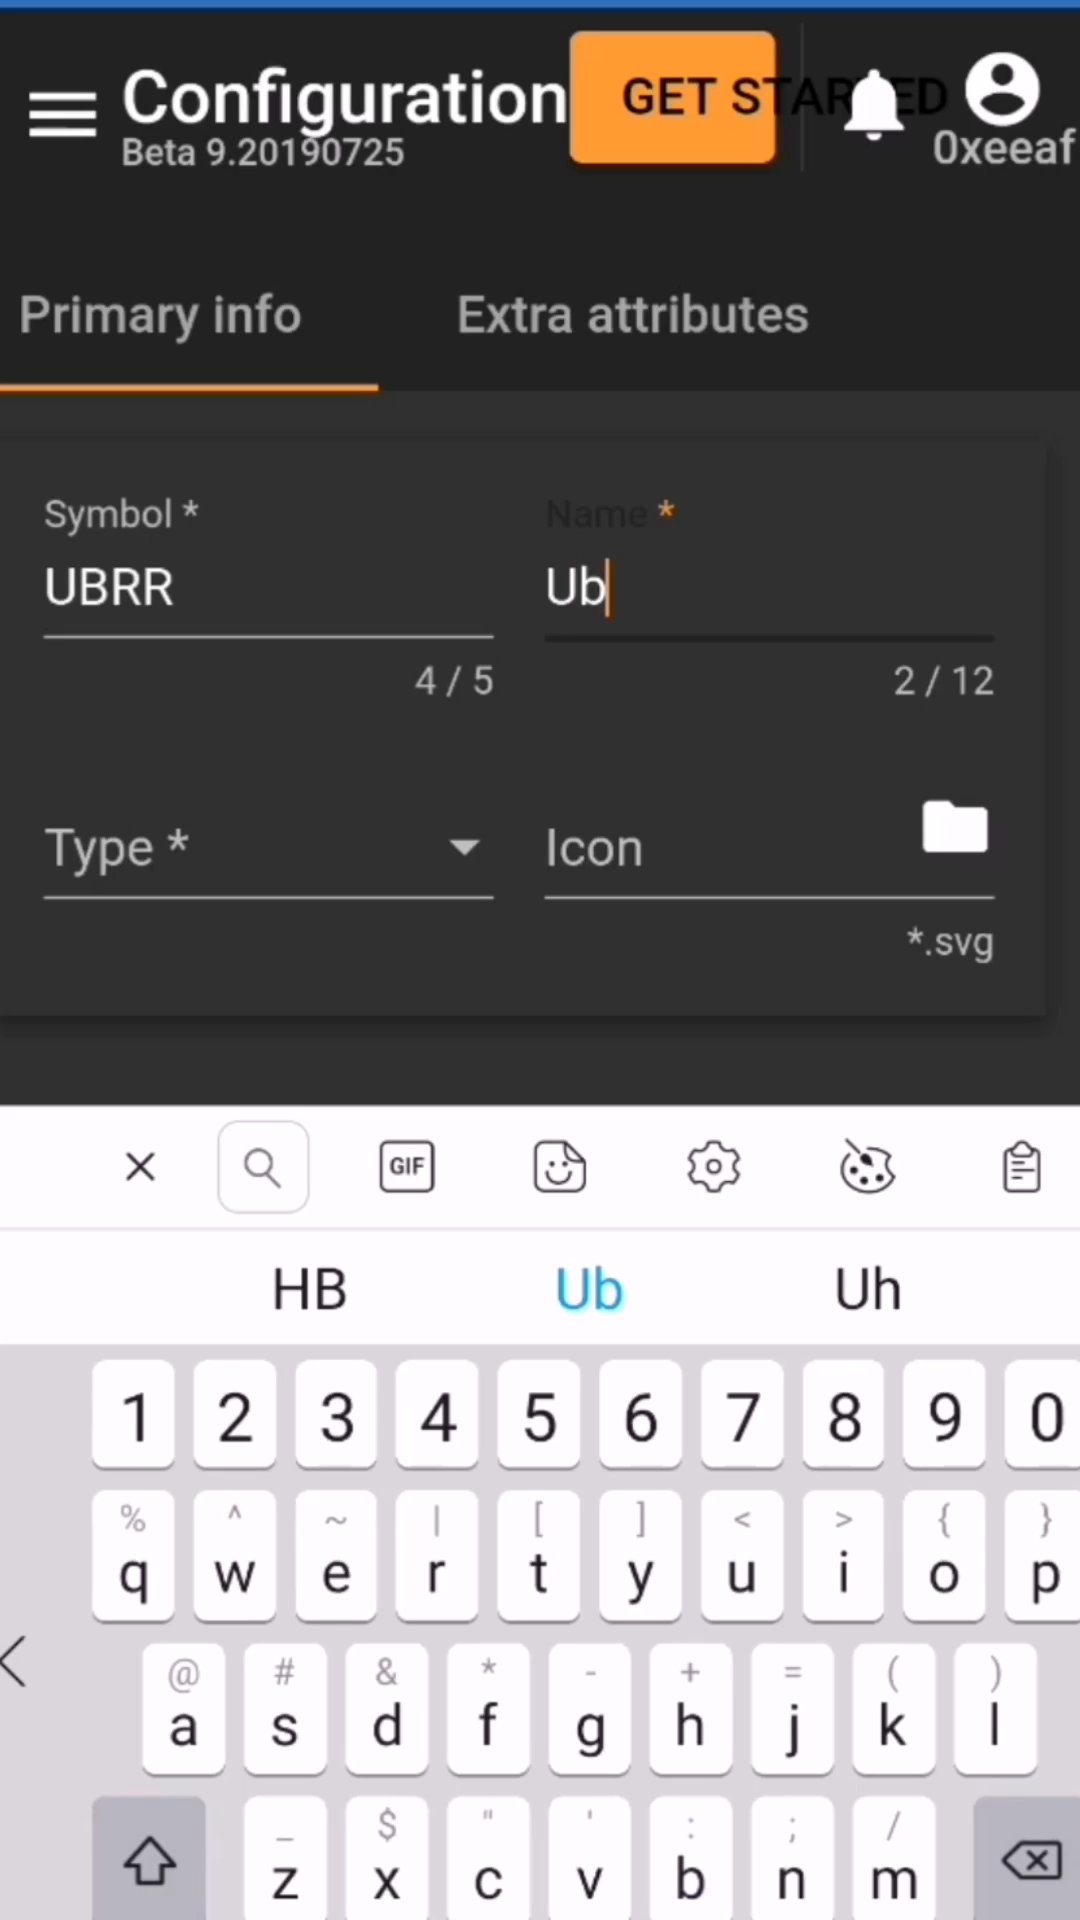 Configuration
GET STARTED
Beta 9.20190725
0xeeaf
Primary info Extra attributes
Symbol * Name *
UBRR Ub
4 / 5 2 / 12
Type * Icon
*.svg
GIF
HB Ub Uh
1 2 3 4 5 6 7 8 9 0
% ^ ~ | [ ] < > { }
q w e r t y u i o p
@ # & * - + = ( )
a s d f g h j k l
_ $ " ' : ; /
z x c v b n m